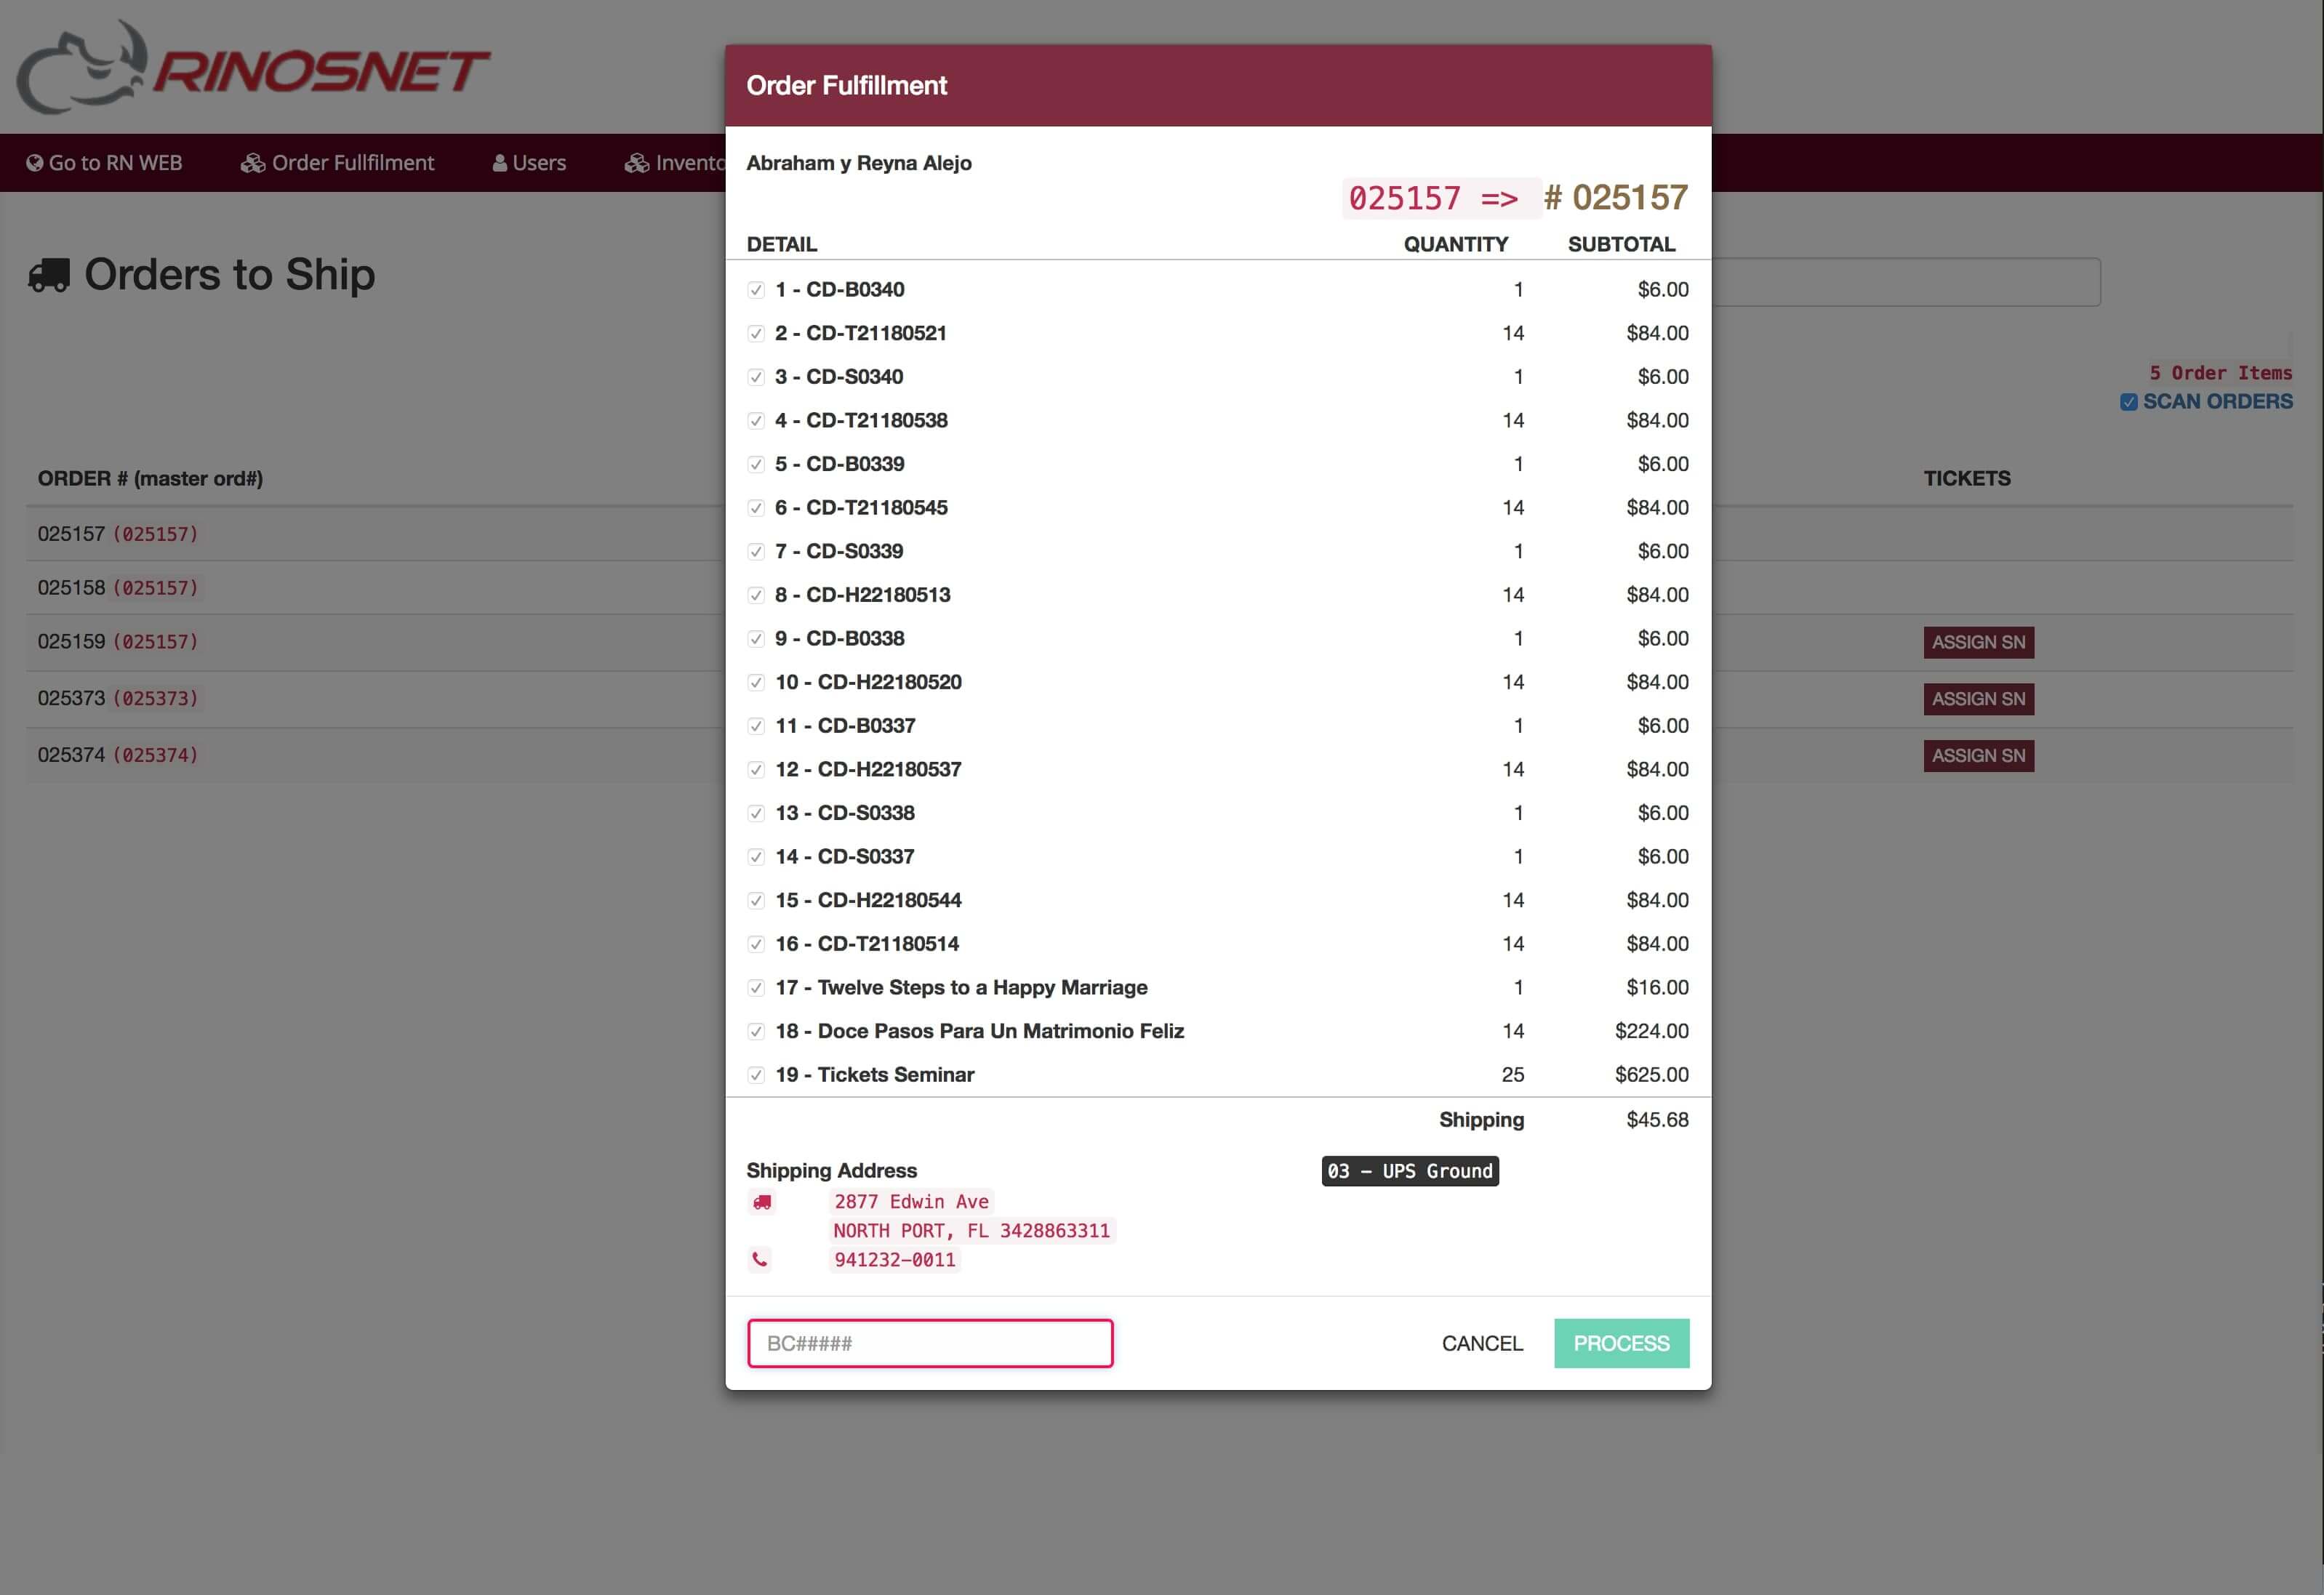 RINOSNET
Go to RN WEB Order Fullfilment Users Invento
Orders to Ship
5 Order Items
SCAN ORDERS
ORDER # (master ord#) TICKETS
025157 (025157)
025158 (025157)
025159 (025157) ASSIGN SN
025373 (025373) ASSIGN SN
025374 (025374) ASSIGN SN
Order Fulfillment
Abraham y Reyna Alejo
025157 => # 025157
DETAIL QUANTITY SUBTOTAL
1 - CD-B0340 1 $6.00
2 - CD-T21180521 14 $84.00
3 - CD-S0340 1 $6.00
4 - CD-T21180538 14 $84.00
5 - CD-B0339 1 $6.00
6 - CD-T21180545 14 $84.00
7 - CD-S0339 1 $6.00
8 - CD-H22180513 14 $84.00
9 - CD-B0338 1 $6.00
10 - CD-H22180520 14 $84.00
11 - CD-B0337 1 $6.00
12 - CD-H22180537 14 $84.00
13 - CD-S0338 1 $6.00
14 - CD-S0337 1 $6.00
15 - CD-H22180544 14 $84.00
16 - CD-T21180514 14 $84.00
17 - Twelve Steps to a Happy Marriage 1 $16.00
18 - Doce Pasos Para Un Matrimonio Feliz 14 $224.00
19 - Tickets Seminar 25 $625.00
Shipping $45.68
Shipping Address 03 – UPS Ground
2877 Edwin Ave
NORTH PORT, FL 3428863311
941232–0011
BC##### CANCEL PROCESS